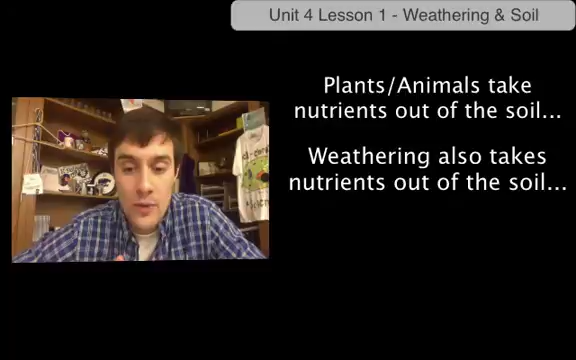 Unit 4 Lesson 1 - Weathering & Soil
Plants/Animals take
nutrients out of the soil...
Weathering also takes
nutrients out of the soil...